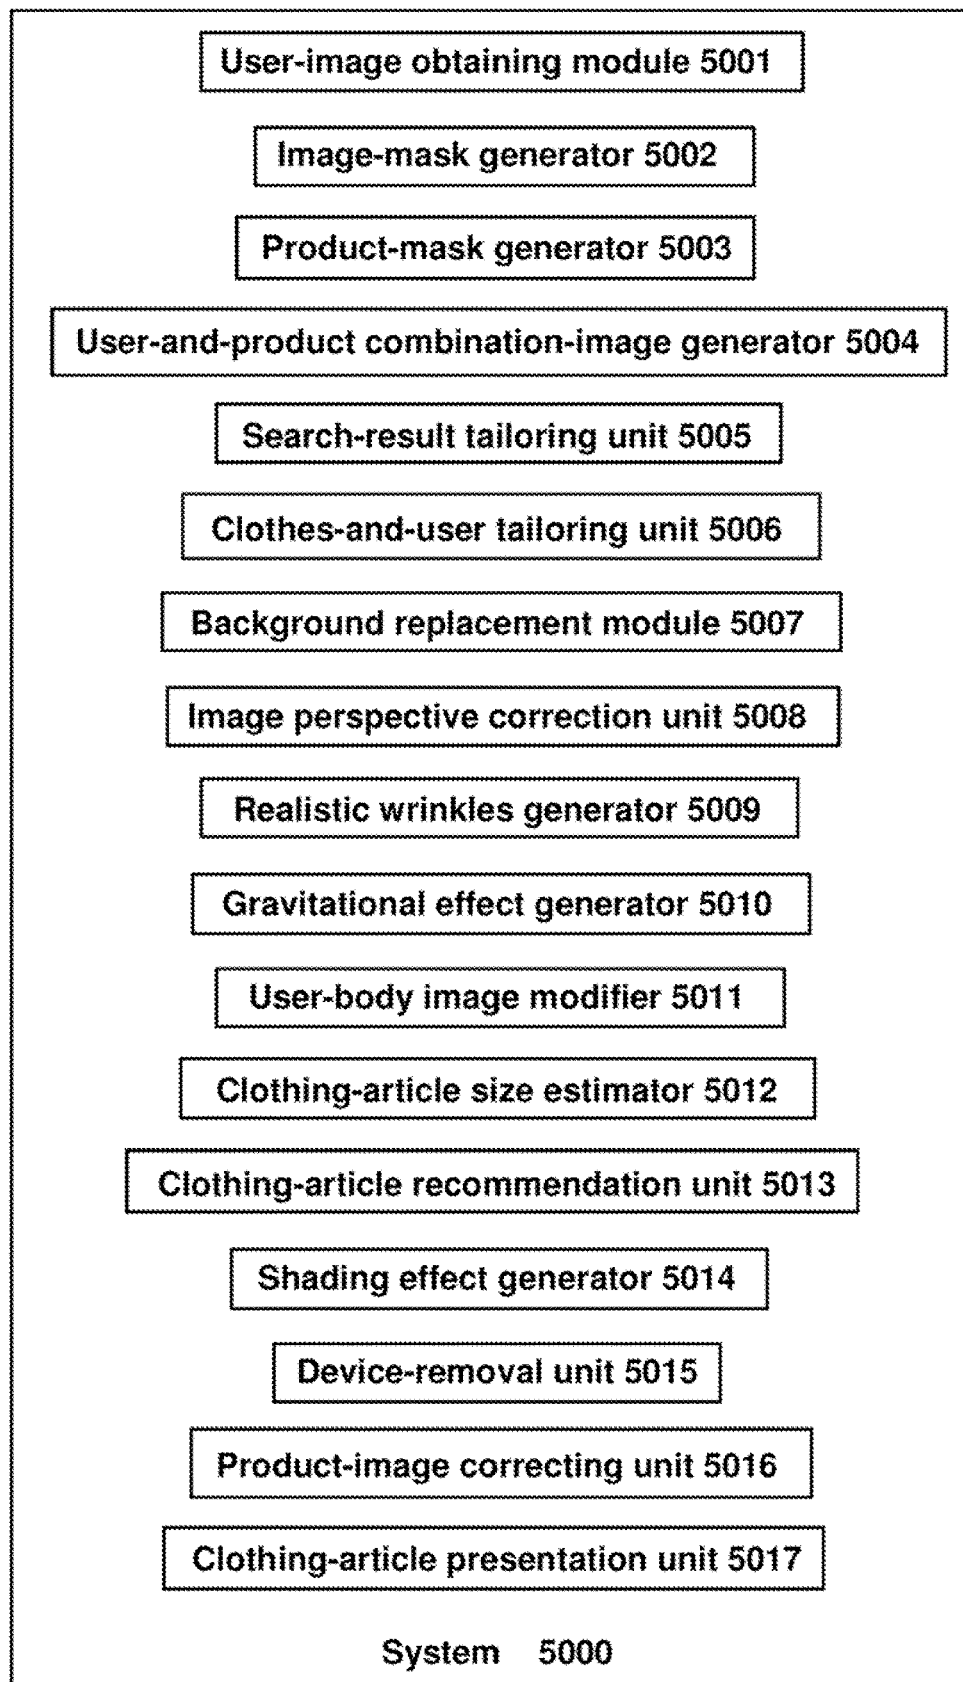 User-image obtaining module 5001
Image-mask generator 5002
Product-mask generator 5003
User-and-product combination-image generator 5004
Search-result tailoring unit 5005
Clothes-and-user tailoring unit 5006
Background replacement module 5007
Image perspective correction unit 5008
Realistic wrinkles generator 5009
Gravitational effect generator 5010
User-body image modifier 5011
Clothing-article size estimator 5012
Clothing-article recommendation unit 5013
Shading effect generator 5014
Device-removal unit 5015
Product-image correcting unit 5016
Clothing-article presentation unit 5017
System 5000